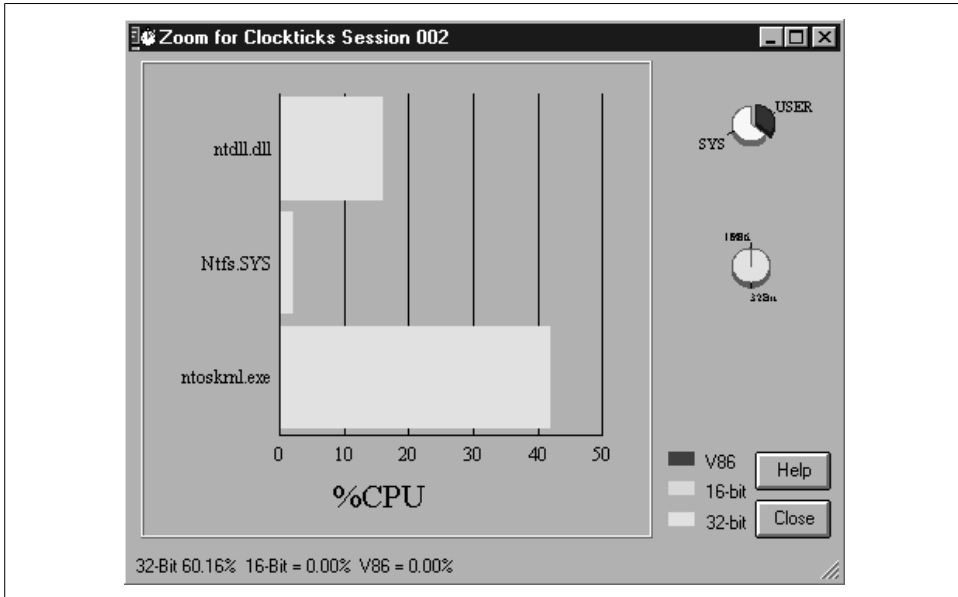 Zoom for Clockticks Session 002
USER
SYS
ntdll.dll
Ntfs.SYS
ntoskrnl.exe
0 10 20 30 40 50
%CPU
V86
16-bit
32-bit
Help
Close
32-Bit 60.16% 16-Bit = 0.00% V86 = 0.00%